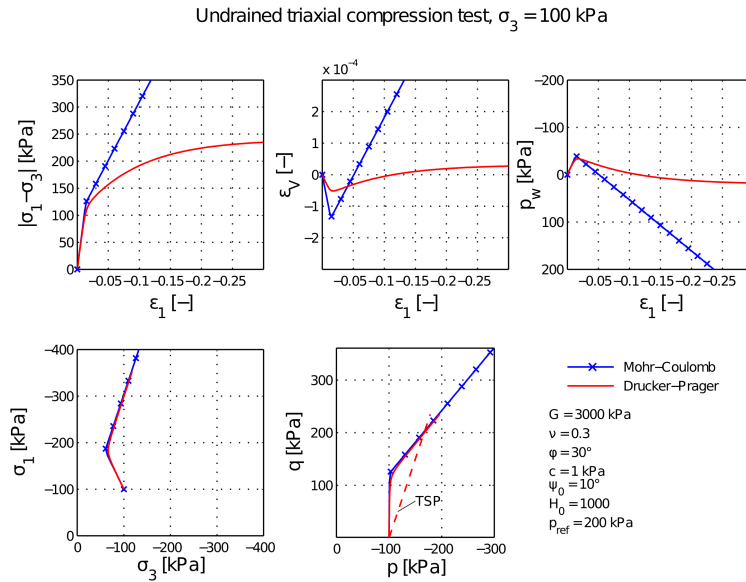 Undrained triaxial compression test, σ3 = 100 kPa
|σ1−σ3| [kPa]
350
300
250
200
150
100
50
0
−0.05 −0.1 −0.15 −0.2 −0.25
ε1 [−]
x 10−4
εV [−]
2
1
0
−1
−2
−0.05 −0.1 −0.15 −0.2 −0.25
ε1 [−]
pw [kPa]
−200
−100
0
100
200
−0.05 −0.1 −0.15 −0.2 −0.25
ε1 [−]
σ1 [kPa]
−400
−300
−200
−100
0
0 −100 −200 −300 −400
σ3 [kPa]
q [kPa]
300
200
100
TSP
0 −100 −200 −300
p [kPa]
Mohr−Coulomb
Drucker−Prager
G = 3000 kPa
ν = 0.3
φ = 30°
c = 1 kPa
ψ0 = 10°
H0 = 1000
pref = 200 kPa